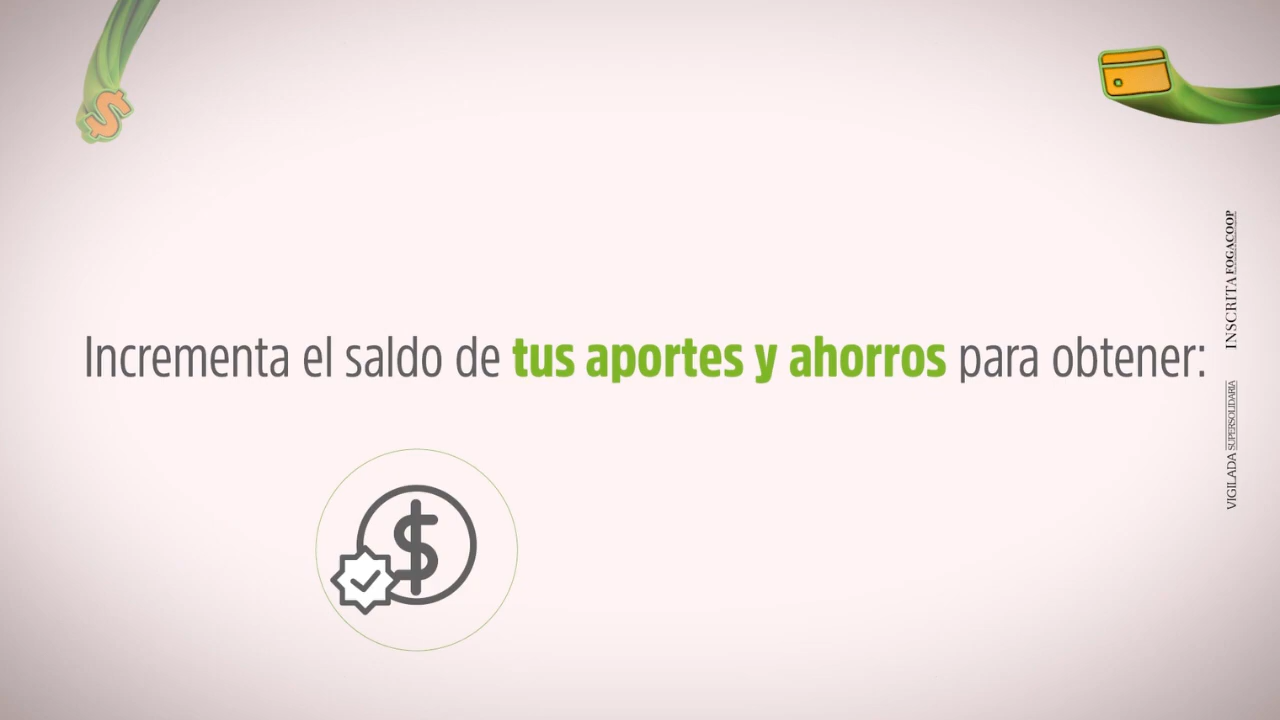 Incrementa el saldo de tus aportes y ahorros para obtener:
INSCRITA FOGACOOP
VIGILADA SUPERSOLIDARIA